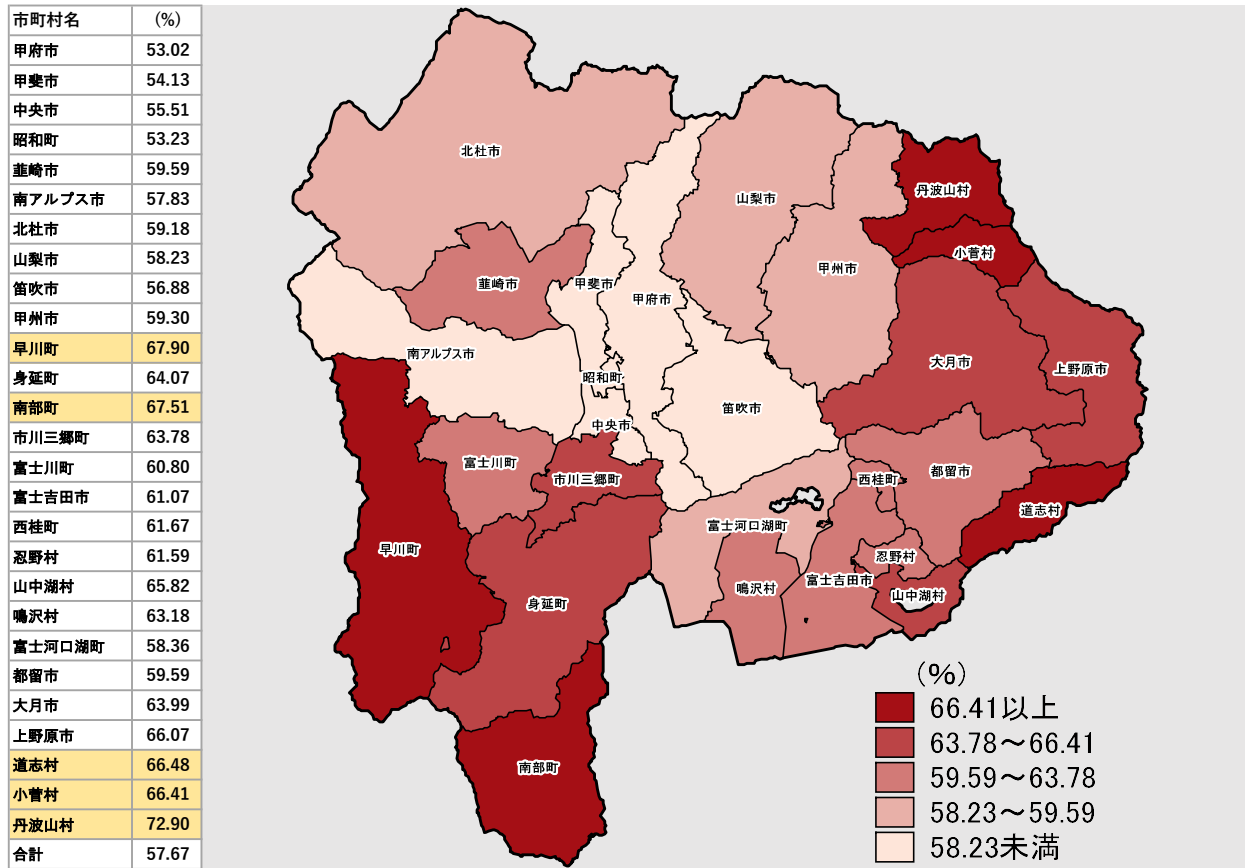 市町村名 (%)
甲府市 53.02
甲斐市 54.13
中央市 55.51
昭和町 53.23
韮崎市 59.59
南アルプス市 57.83
北杜市 59.18
山梨市 58.23
笛吹市 56.88
甲州市 59.30
早川町 67.90
身延町 64.07
南部町 67.51
市川三郷町 63.78
富士川町 60.80
富士吉田市 61.07
西桂町 61.67
忍野村 61.59
山中湖村 65.82
鳴沢村 63.18
富士河口湖町 58.36
都留市 59.59
大月市 63.99
上野原市 66.07
道志村 66.48
小菅村 66.41
丹波山村 72.90
合計 57.67
北杜市
丹波山村
山梨市
小菅村
甲州市
韮崎市
甲斐市
甲府市
南アルプス市
大月市
上野原市
昭和町
笛吹市
中央市
富士川町
市川三郷町
西桂町
都留市
道志村
富士河口湖町
早川町
忍野村
富士吉田市
鳴沢村
山中湖村
身延町
南部町
(%)
66.41以上
63.78～66.41
59.59～63.78
58.23～59.59
58.23未満